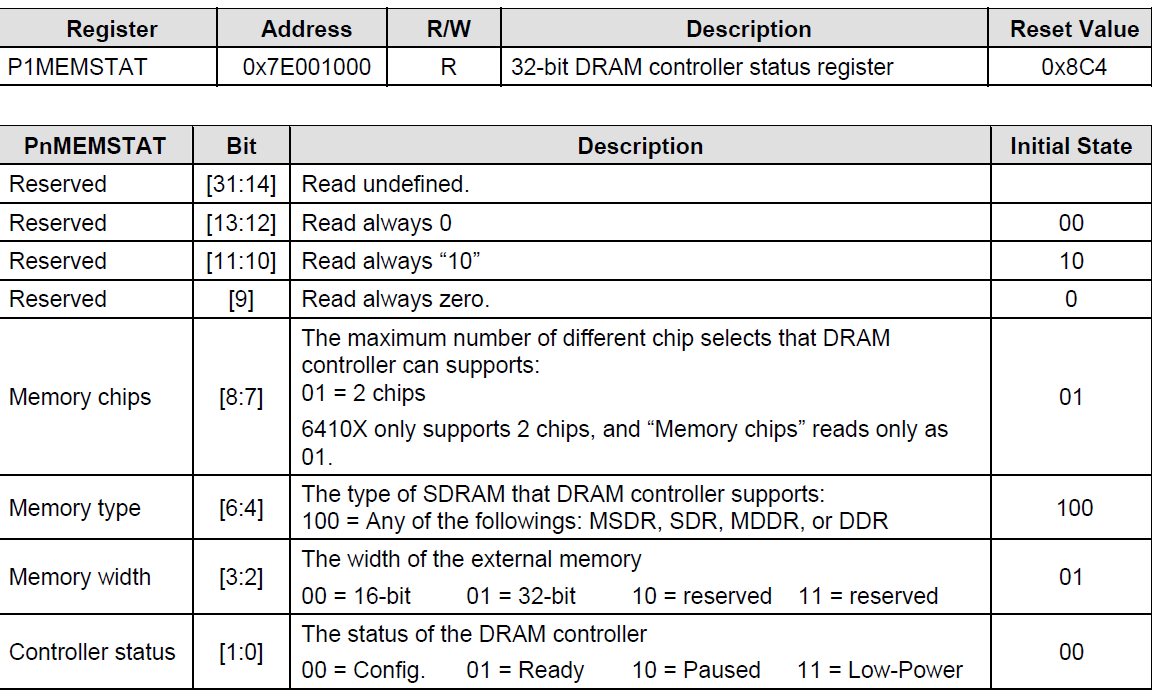 Register Address R/W Description Reset Value
P1MEMSTAT 0x7E001000 R 32-bit DRAM controller status register 0x8C4
PnMEMSTAT Bit Description Initial State
Reserved [31:14] Read undefined.
Reserved [13:12] Read always 0 00
Reserved [11:10] Read always “10” 10
Reserved [9] Read always zero. 0
Memory chips [8:7] The maximum number of different chip selects that DRAM
controller can supports:
01 = 2 chips
6410X only supports 2 chips, and “Memory chips” reads only as
01.
01
Memory type [6:4] The type of SDRAM that DRAM controller supports:
100 = Any of the followings: MSDR, SDR, MDDR, or DDR
100
Memory width [3:2] The width of the external memory
00 = 16-bit 01 = 32-bit 10 = reserved 11 = reserved
01
Controller status [1:0] The status of the DRAM controller
00 = Config. 01 = Ready 10 = Paused 11 = Low-Power
00